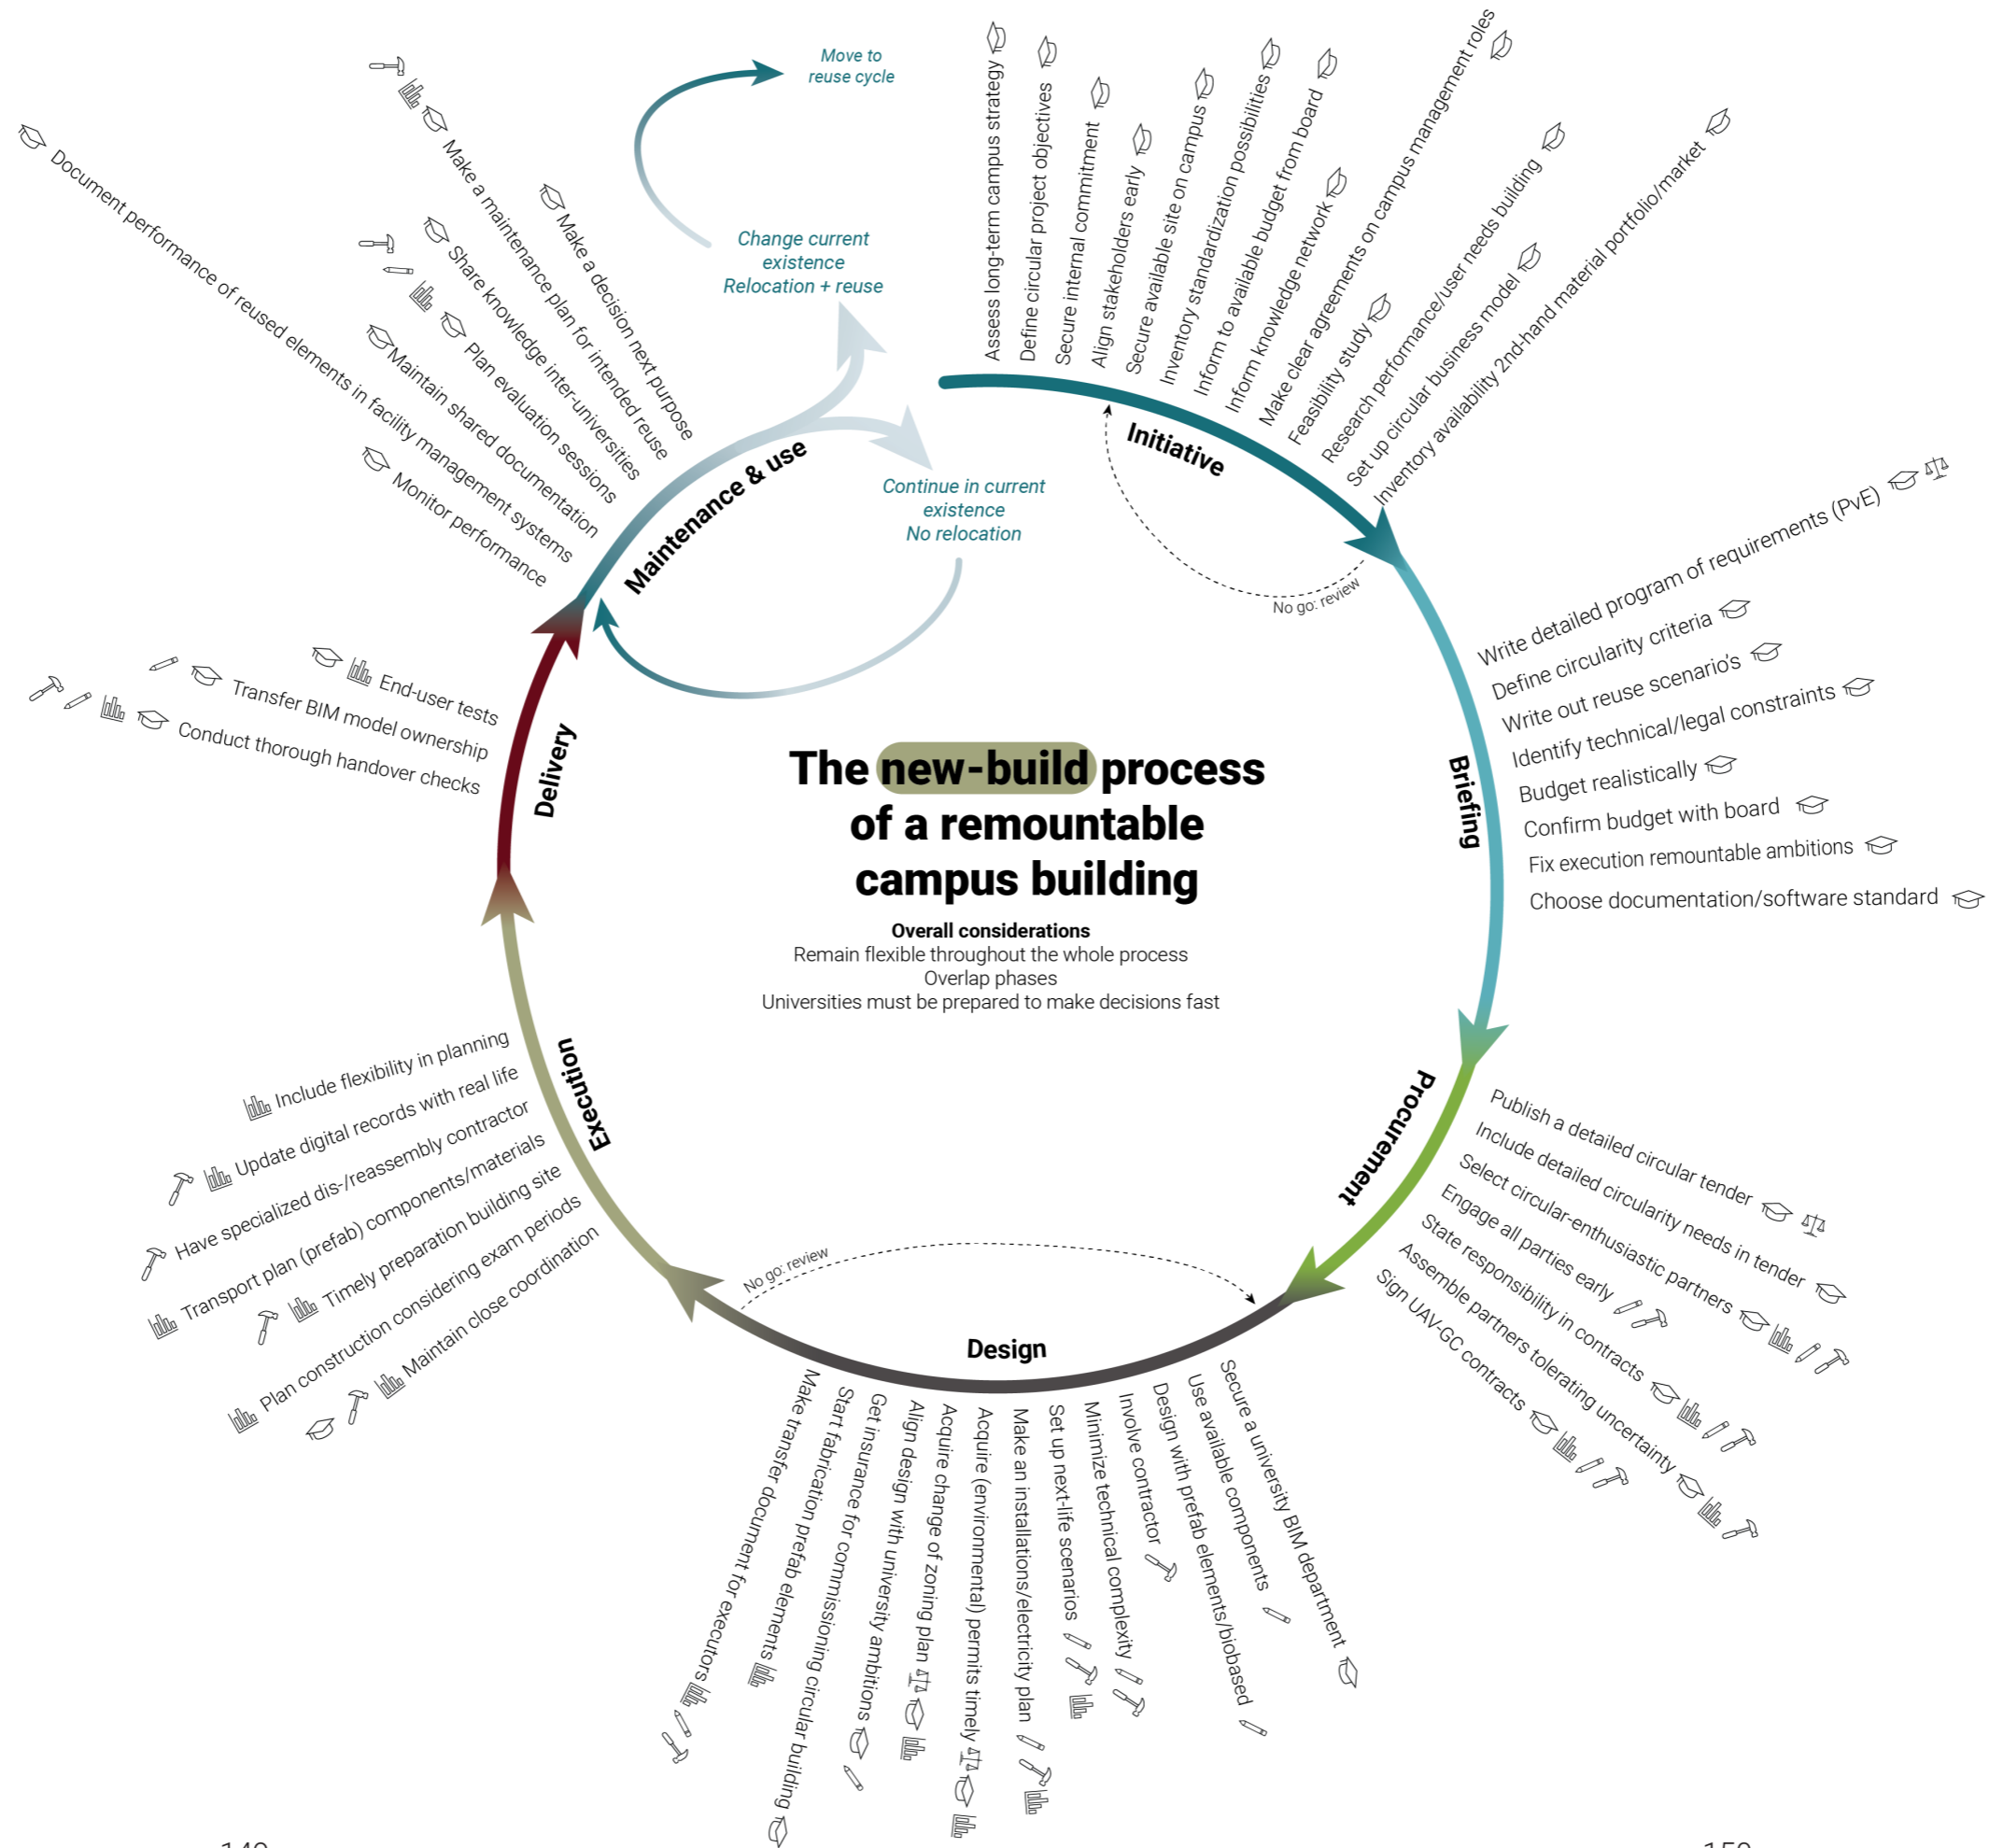 Move to
reuse cycle
Change current
existence
Relocation + reuse
Continue in current
existence
No relocation
The new-build process
of a remountable
campus building
Overall considerations
Remain flexible throughout the whole process
Overlap phases
Universities must be prepared to make decisions fast
Initiative
Assess long-term campus strategy
Define circular project objectives
Secure internal commitment
Align stakeholders early
Secure available site on campus
Inventory standardization possibilities
Inform to available budget from board
Inform knowledge network
Make clear agreements on campus management roles
Feasibility study
Research performance/user needs building
Set up circular business model
Inventory availability 2nd-hand material portfolio/market
No go: review
Briefing
Write detailed program of requirements (PvE)
Define circularity criteria
Write out reuse scenario's
Identify technical/legal constraints
Budget realistically
Confirm budget with board
Fix execution remountable ambitions
Choose documentation/software standard
Procurement
Publish a detailed circular tender
Include detailed circularity needs in tender
Select circular-enthusiastic partners
Engage all parties early
State responsibility in contracts
Assemble partners tolerating uncertainty
Sign UAV-GC contracts
Design
Secure a university BIM department
Use available components
Design with prefab elements/biobased
Involve contractor
Minimize technical complexity
Set up next-life scenarios
Make an installations/electricity plan
Acquire (environmental) permits timely
Acquire change of zoning plan
Align design with university ambitions
Get insurance for commissioning circular building
Start fabrication prefab elements
Make transfer document for executors
No go: review
Execution
Maintain close coordination
Plan construction considering exam periods
Timely preparation building site
Transport plan (prefab) components/materials
Have specialized dis-/reassembly contractor
Update digital records with real life
Include flexibility in planning
Delivery
Conduct thorough handover checks
Transfer BIM model ownership
End-user tests
Maintenance & use
Monitor performance
Document performance of reused elements in facility management systems
Maintain shared documentation
Plan evaluation sessions
Share knowledge inter-universities
Make a maintenance plan for intended reuse
Make a decision next purpose